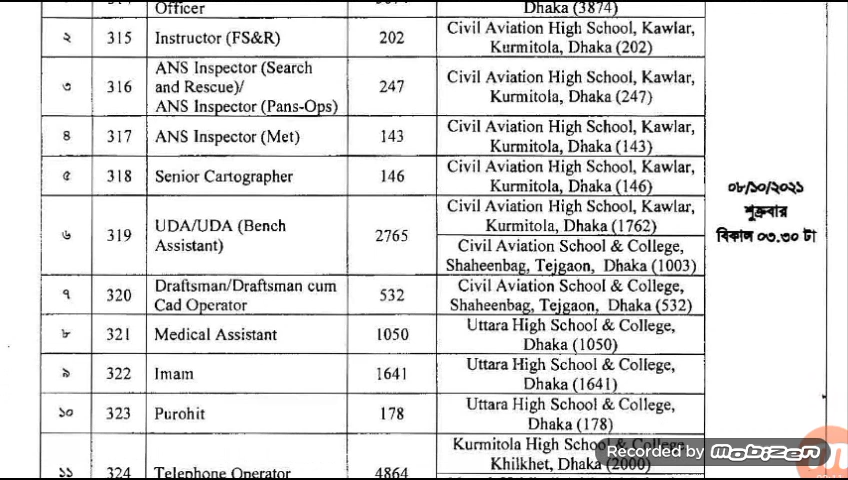 Officer
Dhaka (3874)
২ 315 Instructor (FS&R) 202 Civil Aviation High School, Kawlar,
Kurmitola, Dhaka (202)
৩ 316 ANS Inspector (Search
and Rescue)/
ANS Inspector (Pans-Ops) 247 Civil Aviation High School, Kawlar,
Kurmitola, Dhaka (247)
৪ 317 ANS Inspector (Met) 143 Civil Aviation High School, Kawlar,
Kurmitola, Dhaka (143)
৫ 318 Senior Cartographer 146 Civil Aviation High School, Kawlar,
Kurmitola, Dhaka (146)
৬ 319 UDA/UDA (Bench
Assistant) 2765 Civil Aviation High School, Kawlar,
Kurmitola, Dhaka (1762)
Civil Aviation School & College,
Shaheenbag, Tejgaon, Dhaka (1003)
৭ 320 Draftsman/Draftsman cum
Cad Operator 532 Civil Aviation School & College,
Shaheenbag, Tejgaon, Dhaka (532)
৮ 321 Medical Assistant 1050 Uttara High School & College,
Dhaka (1050)
৯ 322 Imam 1641 Uttara High School & College,
Dhaka (1641)
১০ 323 Purohit 178 Uttara High School & College,
Dhaka (178)
১১ 324 Telephone Operator 4864 Kurmitola High School & College,
Khilkhet, Dhaka (2000)
০৮/১০/২০২১
শুক্রবার
বিকাল ০৩.৩০ টা
Recorded by Mobizen